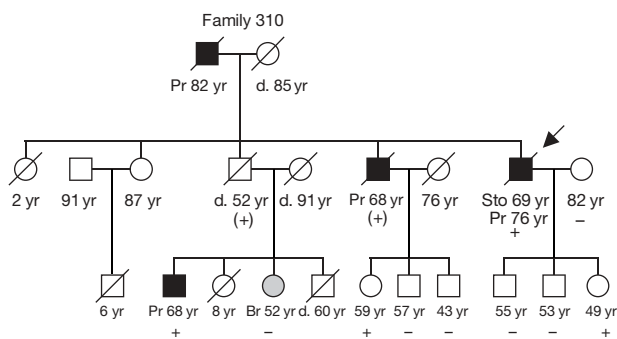 Family 310
Pr 82 yr d. 85 yr
2 yr 91 yr 87 yr d. 52 yr d. 91 yr Pr 68 yr 76 yr Sto 69 yr 82 yr
(+) (+) Pr 76 yr –
+
6 yr Pr 68 yr 8 yr Br 52 yr d. 60 yr 59 yr 57 yr 43 yr 55 yr 53 yr 49 yr
+ – + – – – – +